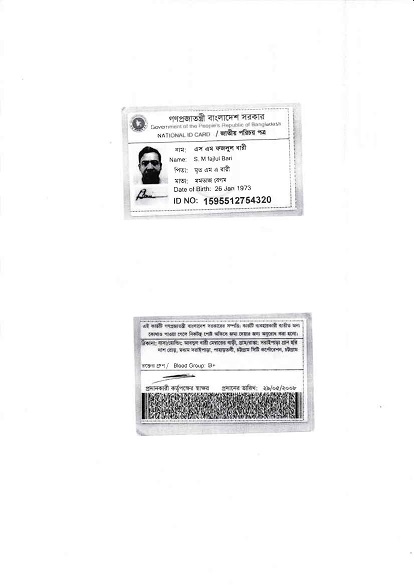 গণপ্রজাতন্ত্রী বাংলাদেশ সরকার
Government of the People's Republic of Bangladesh
NATIONAL ID CARD / জাতীয় পরিচয় পত্র
নাম: এস এম ফজলুল বারী
Name: S. M fajlul Bari
পিতা: মৃত এম এ বারী
মাতা: মমতাজ বেগম
Date of Birth: 26 Jan 1973
ID NO: 1595512754320
এই কার্ডটি গণপ্রজাতন্ত্রী বাংলাদেশ সরকারের সম্পত্তি। কার্ডটি ব্যবহারকারী ব্যতীত অন্য
কোথাও পাওয়া গেলে নিকটস্থ পোস্ট অফিসে জমা দেবার জন্য অনুরোধ করা হলো।
ঠিকানা: বাসা/হোল্ডিং: আবদুল বারী মেম্বারের বাড়ী, গ্রাম/রাস্তা: সরাইপাড়া
দাশ রোড, সরাইপাড়া, পাহাড়তলী, চট্টগ্রাম সিটি কর্পোরেশন, চট্টগ্রাম
রক্তের গ্রুপ / Blood Group: B+
প্রদানকারী কর্তৃপক্ষের স্বাক্ষর প্রদানের তারিখ: ২৯/০৫/২০০৮